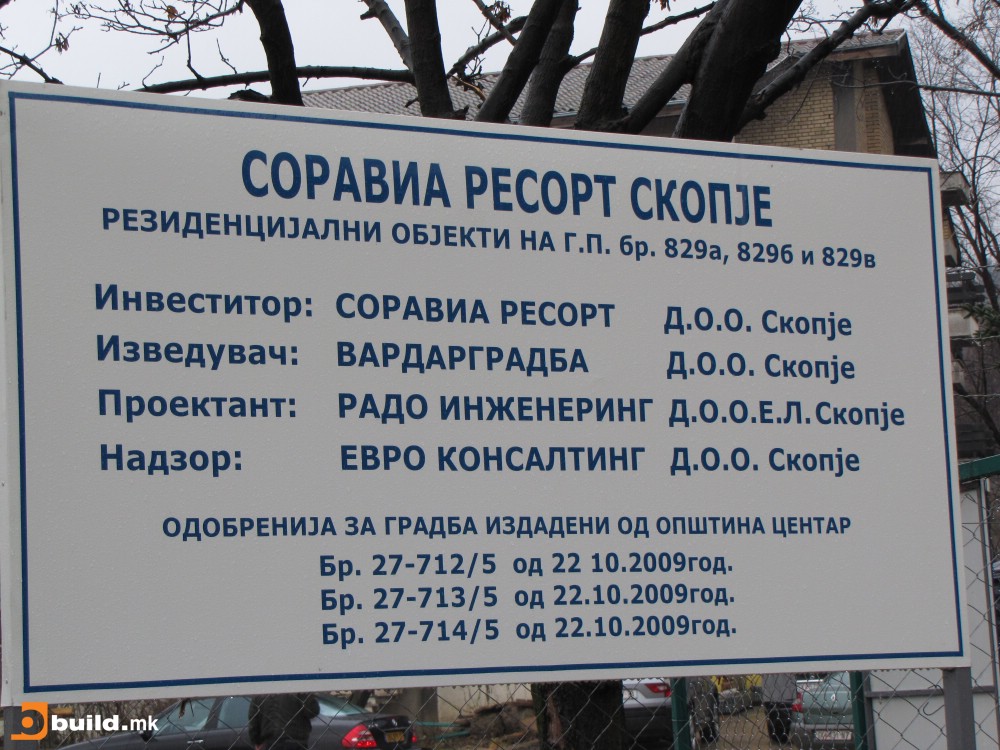 СОРАВИА РЕСОРТ СКОПЈЕ
РЕЗИДЕНЦИЈАЛНИ ОБЈЕКТИ НА Г.П. бр. 829а, 829б и 829в
Инвеститор: СОРАВИА РЕСОРТ Д.О.О. Скопје
Изведувач: ВАРДАРГРАДБА Д.О.О. Скопје
Проектант: РАДО ИНЖЕНЕРИНГ Д.О.О.Е.Л. Скопје
Надзор: ЕВРО КОНСАЛТИНГ Д.О.О. Скопје
ОДОБРЕНИЈА ЗА ГРАДБА ИЗДАДЕНИ ОД ОПШТИНА ЦЕНТАР
Бр. 27-712/5 од 22 10.2009год.
Бр. 27-713/5 од 22.10.2009год.
Бр. 27-714/5 од 22.10.2009год.
build.mk